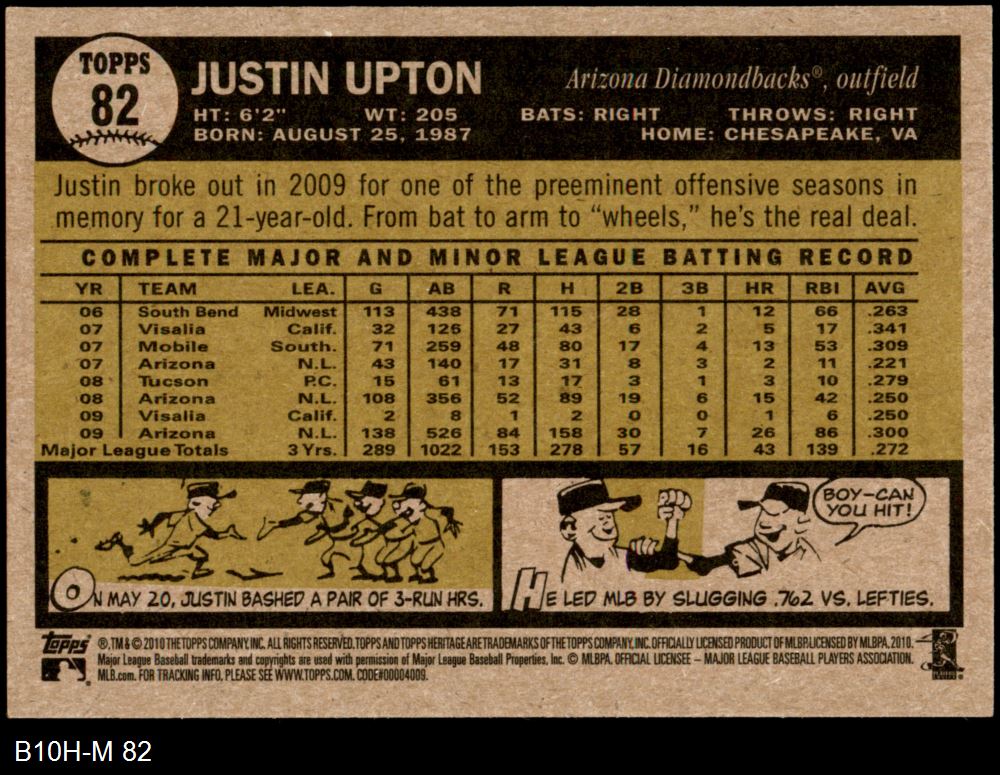 TOPPS
82
JUSTIN UPTON
Arizona Diamondbacks®, outfield
HT: 6'2" WT: 205 BATS: RIGHT THROWS: RIGHT
BORN: AUGUST 25, 1987 HOME: CHESAPEAKE, VA
Justin broke out in 2009 for one of the preeminent offensive seasons in
memory for a 21-year-old. From bat to arm to “wheels,” he's the real deal.
COMPLETE MAJOR AND MINOR LEAGUE BATTING RECORD
YR TEAM LEA. G AB R H 2B 3B HR RBI AVG
06 South Bend Midwest 113 438 71 115 28 1 12 66 .263
07 Visalia Calif. 32 126 27 43 6 2 5 17 .341
07 Mobile South. 71 259 48 80 17 4 13 53 .309
07 Arizona N.L. 43 140 17 31 8 3 2 11 .221
08 Tucson P.C. 15 61 13 17 3 1 3 10 .279
08 Arizona N.L. 108 356 52 89 19 6 15 42 .250
09 Visalia Calif. 2 8 1 2 0 0 1 6 .250
09 Arizona N.L. 138 526 84 158 30 7 26 86 .300
Major League Totals 3 Yrs. 289 1022 153 278 57 16 43 139 .272
BOY-CAN
YOU HIT!
ON MAY 20, JUSTIN BASHED A PAIR OF 3-RUN HRS.
HE LED MLB BY SLUGGING .762 VS. LEFTIES.
Topps ®, TM & © 2010 THE TOPPS COMPANY, INC. ALL RIGHTS RESERVED. TOPPS AND TOPPS HERITAGE ARE TRADEMARKS OF THE TOPPS COMPANY, INC. OFFICIALLY LICENSED PRODUCT OF MLBP. LICENSED BY MLBPA, 2010.
Major League Baseball trademarks and copyrights are used with permission of Major League Baseball Properties, Inc. © MLBPA. OFFICIAL LICENSEE – MAJOR LEAGUE BASEBALL PLAYERS ASSOCIATION.
MLB.com. FOR TRACKING INFO, PLEASE SEE WWW.TOPPS.COM. CODE#00004009.
B10H-M 82